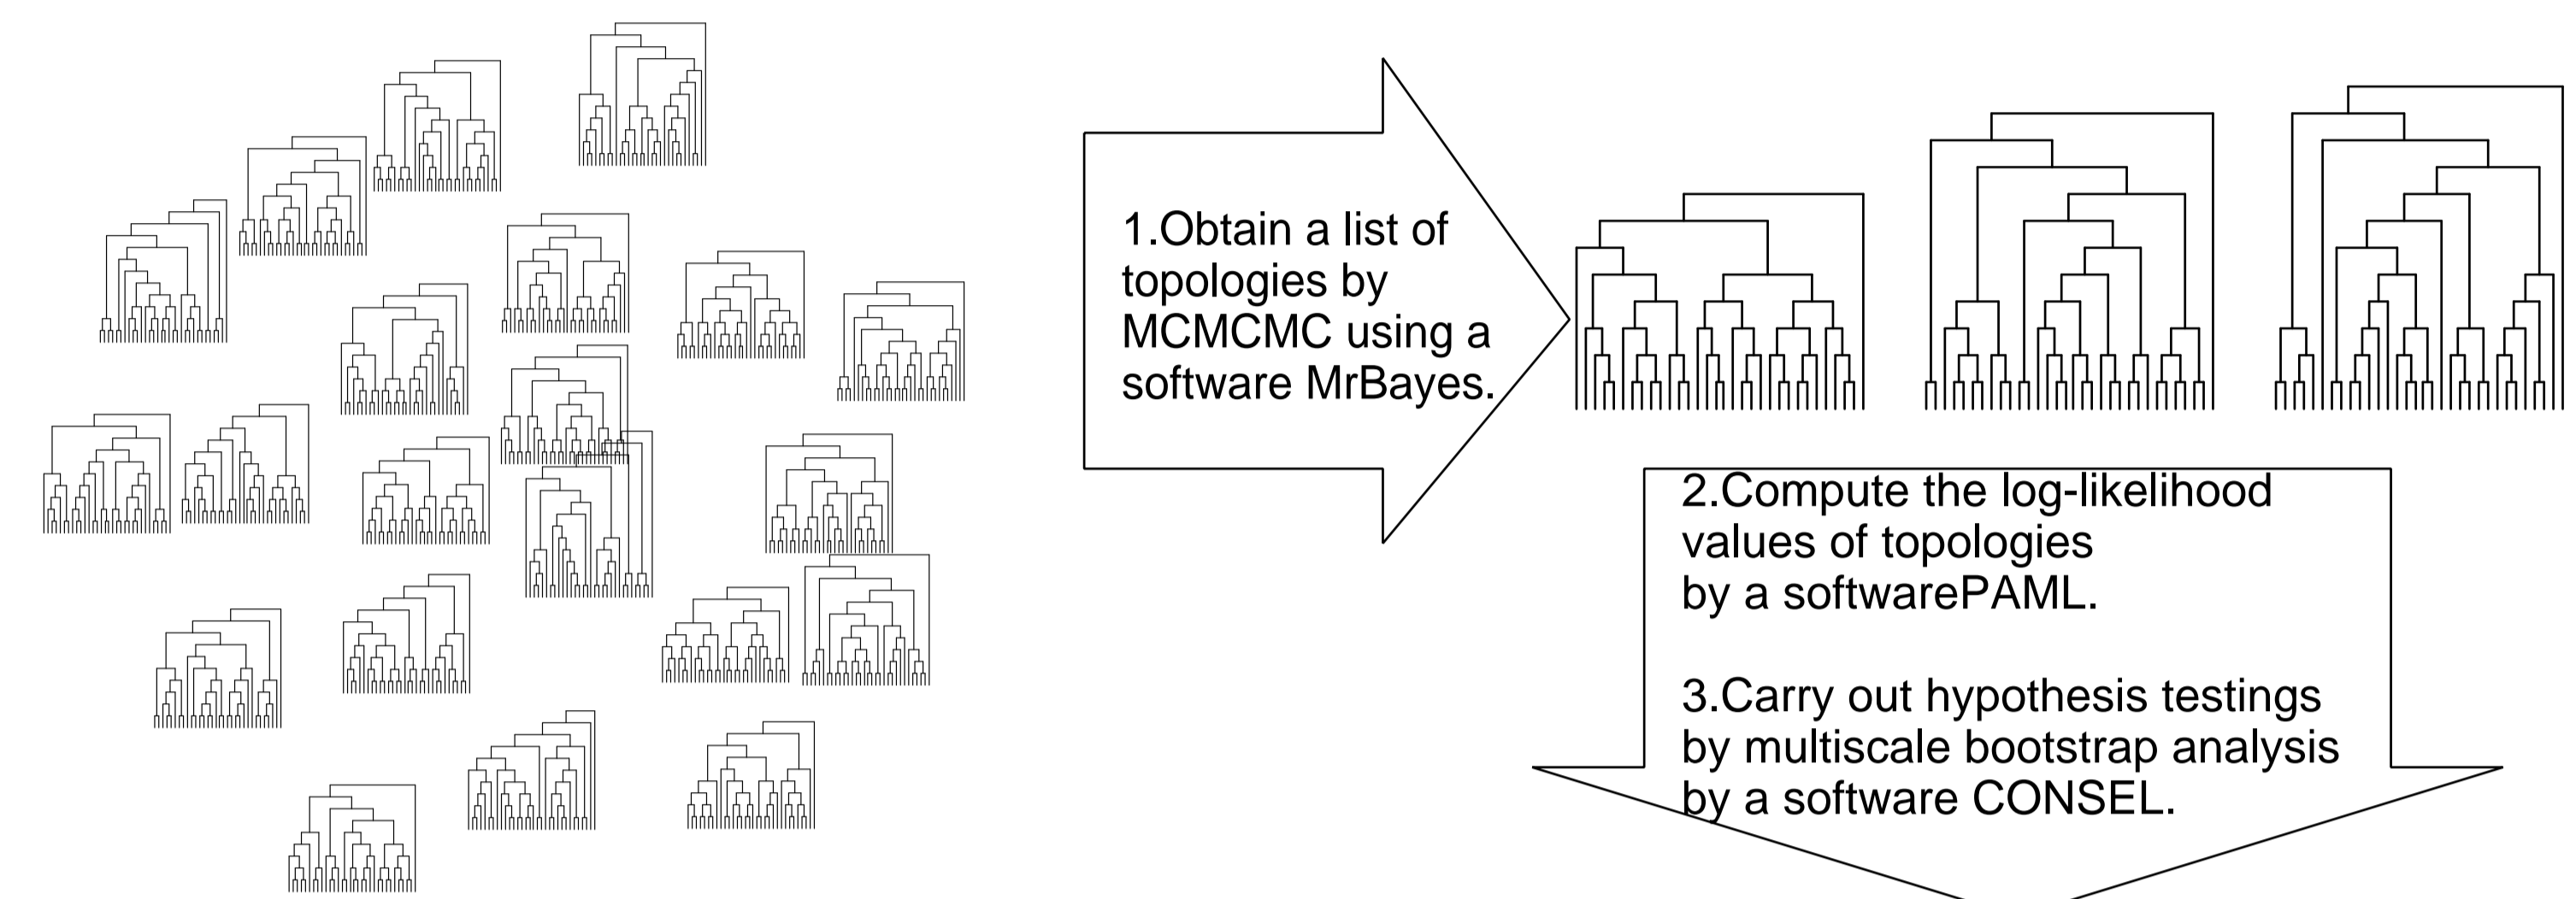 1.Obtain a list of
topologies by
MCMCMC using a
software MrBayes.
2.Compute the log-likelihood
values of topologies
by a softwarePAML.
3.Carry out hypothesis testings
by multiscale bootstrap analysis
by a software CONSEL.